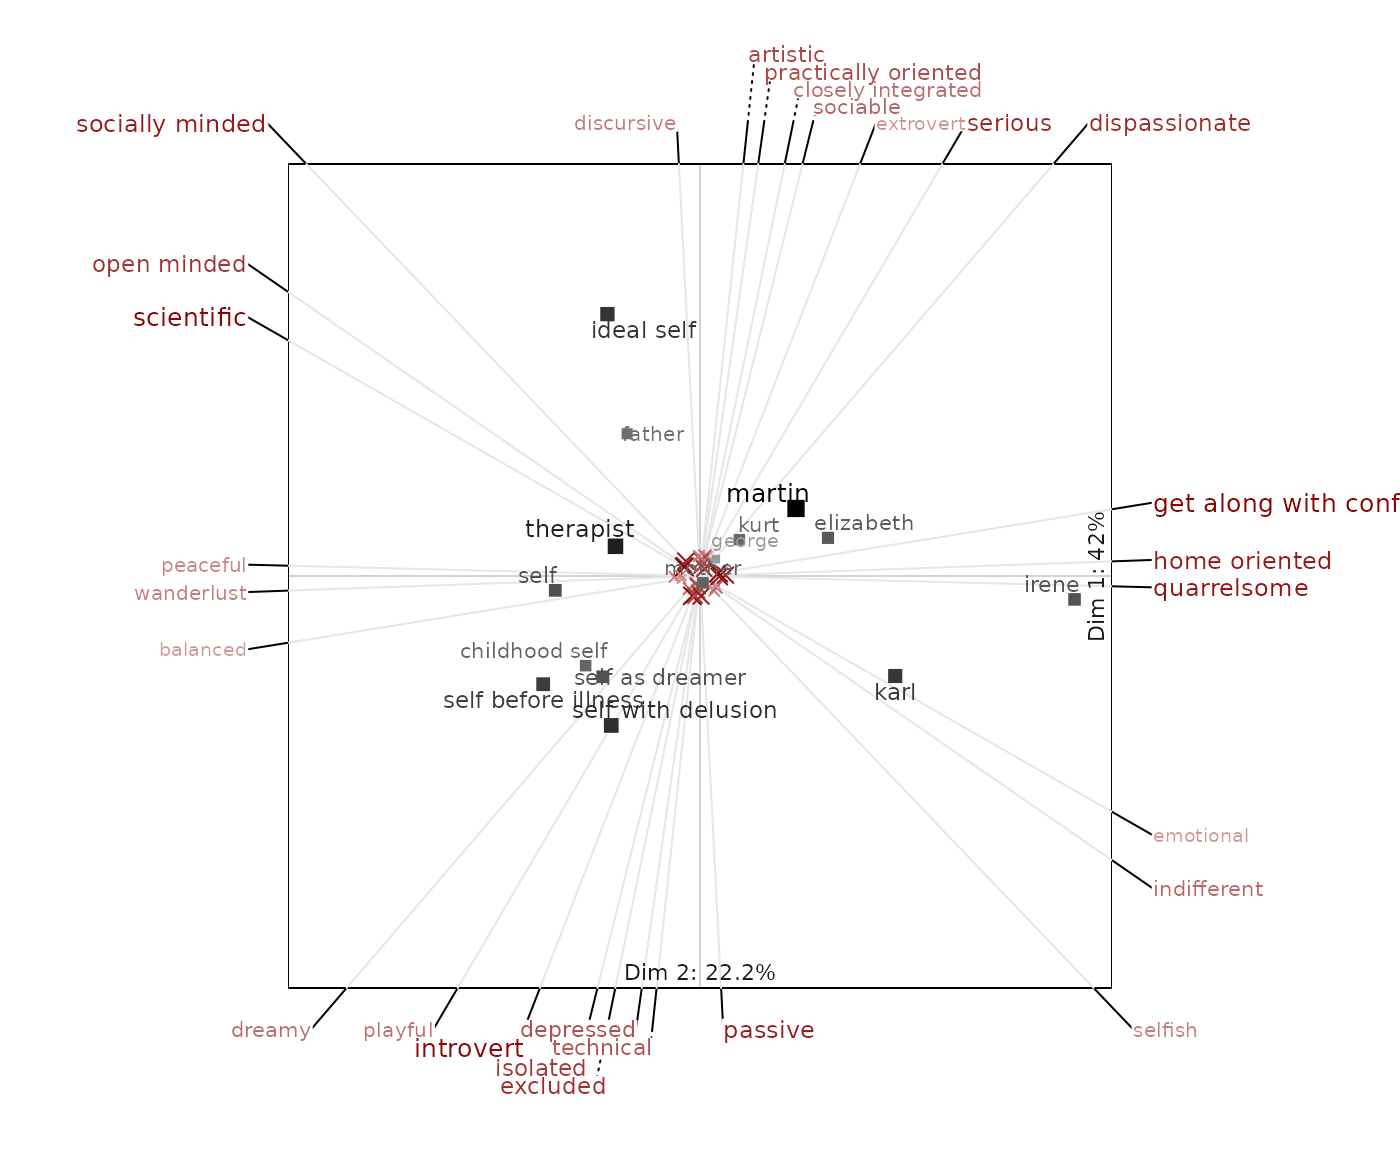 artistic
practically oriented
closely integrated
sociable
socially minded
discursive
extrovert
serious
dispassionate
open minded
scientific
ideal self
father
martin
get along with conf
therapist
kurt
elizabeth
george
peaceful
mother
home oriented
self
irene
quarrelsome
wanderlust
Dim 1: 42%
balanced
childhood self
self as dreamer
self before illness
karl
self with delusion
emotional
indifferent
Dim 2: 22.2%
dreamy
playful
depressed
passive
selfish
introvert
technical
isolated
excluded